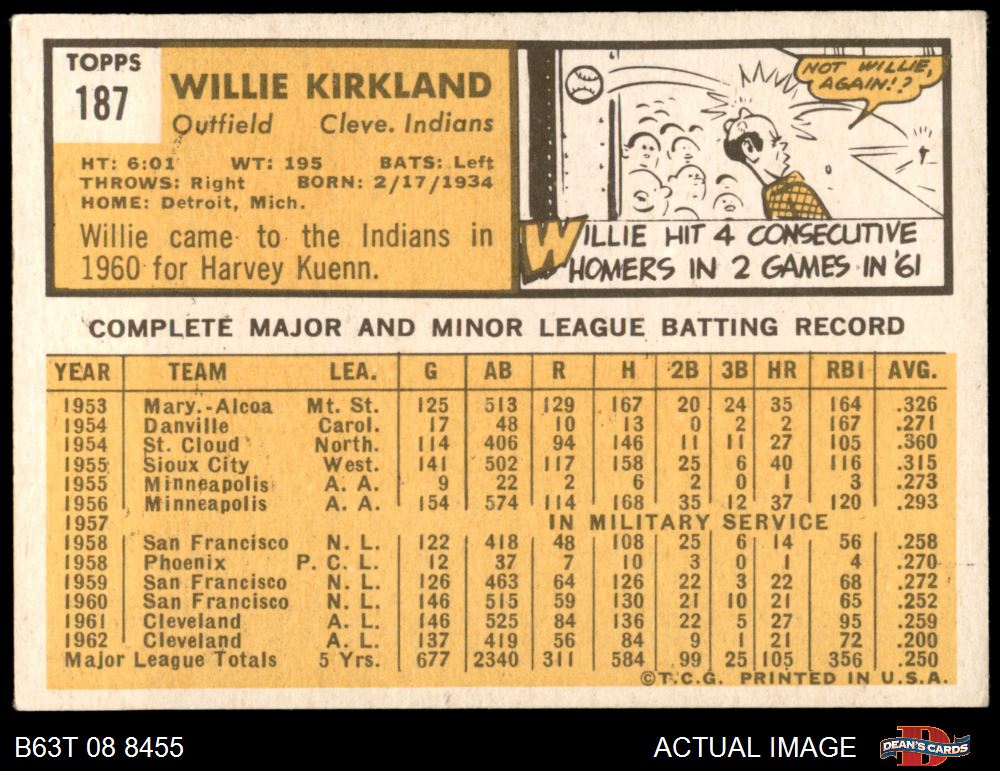 TOPPS
187
WILLIE KIRKLAND
Outfield Cleve. Indians
HT: 6:01 WT: 195 BATS: Left
THROWS: Right BORN: 2/17/1934
HOME: Detroit, Mich.
Willie came to the Indians in
1960 for Harvey Kuenn.
NOT WILLIE,
AGAIN!?
WILLIE HIT 4 CONSECUTIVE
HOMERS IN 2 GAMES IN '61
COMPLETE MAJOR AND MINOR LEAGUE BATTING RECORD
YEAR TEAM LEA. G AB R H 2B 3B HR RBI AVG.
1953 Mary.-Alcoa Mt. St. 125 513 129 167 20 24 35 164 .326
1954 Danville Carol. 17 48 10 13 0 2 2 167 .271
1954 St. Cloud North. 114 406 94 146 11 11 27 105 .360
1955 Sioux City West. 141 502 117 158 25 6 40 116 .315
1955 Minneapolis A. A. 9 22 2 6 2 0 1 3 .273
1956 Minneapolis A. A. 154 574 114 168 35 12 37 120 .293
1957 IN MILITARY SERVICE
1958 San Francisco N. L. 122 418 48 108 25 6 14 56 .258
1958 Phoenix P. C. L. 12 37 7 10 3 0 1 4 .270
1959 San Francisco N. L. 126 463 64 126 22 3 22 68 .272
1960 San Francisco N. L. 146 515 59 130 21 10 21 65 .252
1961 Cleveland A. L. 146 525 84 136 22 5 27 95 .259
1962 Cleveland A. L. 137 419 56 84 9 1 21 72 .200
Major League Totals 5 Yrs. 677 2340 311 584 99 25 105 356 .250
©T.C.G. PRINTED IN U.S.A.
B63T 08 8455
ACTUAL IMAGE
D
DEAN'S CARDS